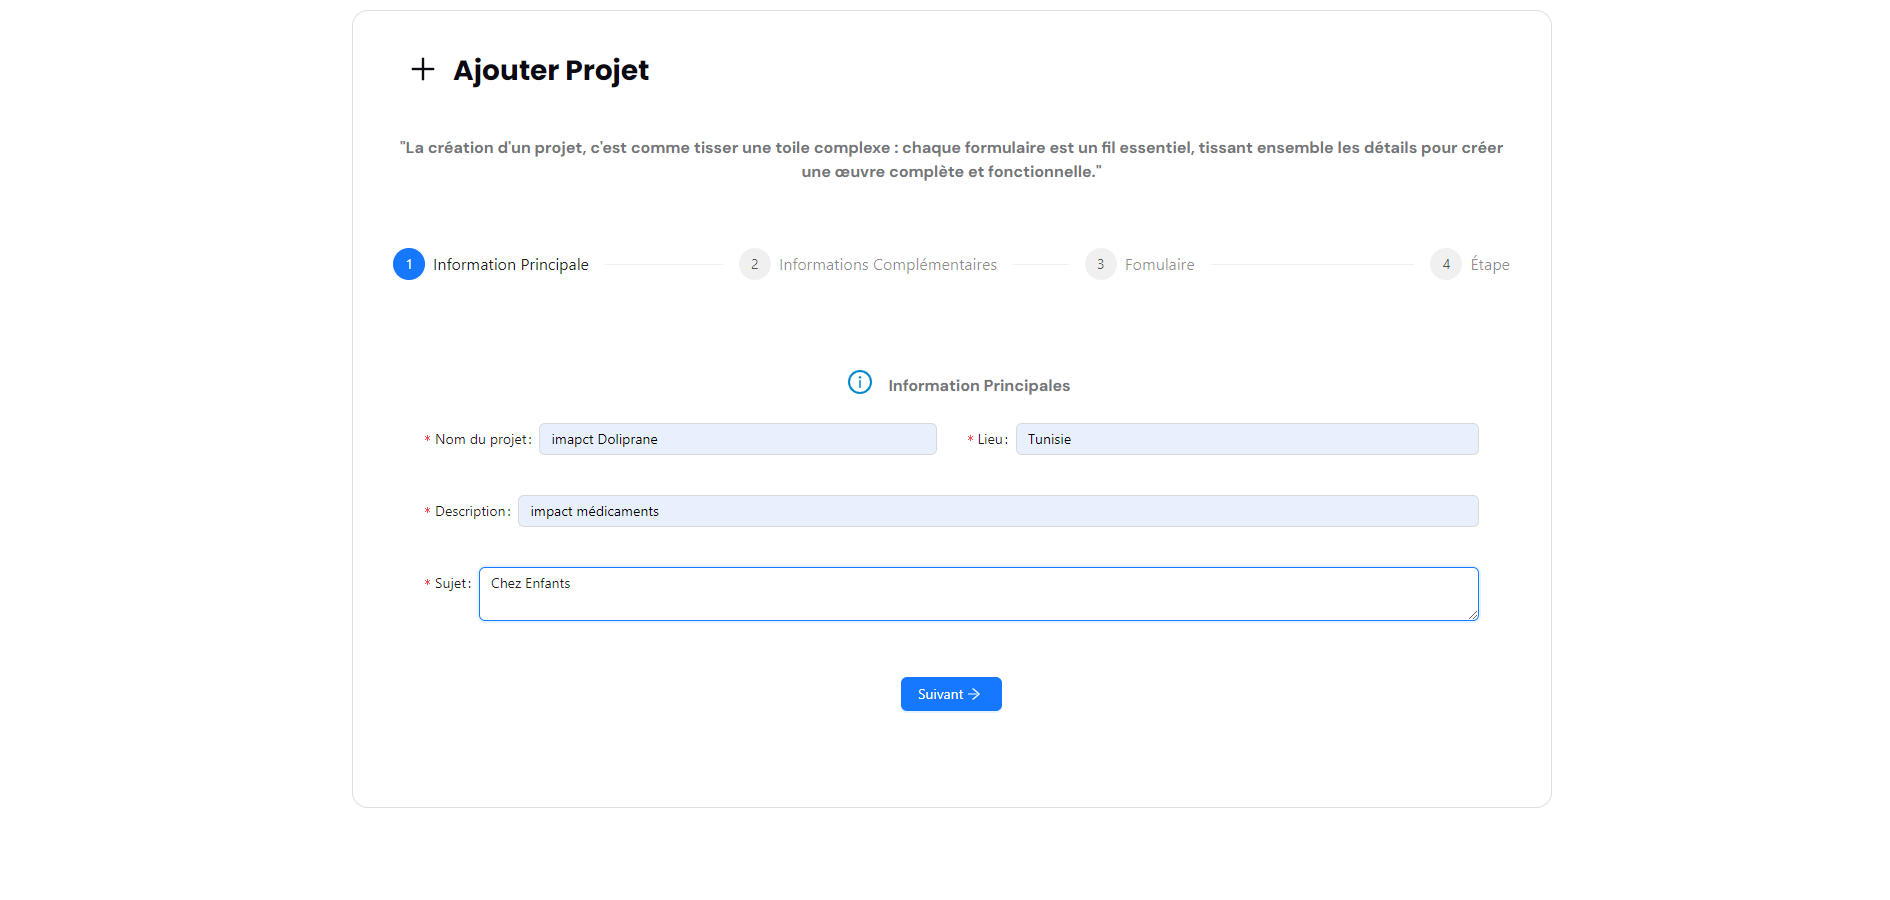 Ajouter Projet
"La création d'un projet, c'est comme tisser une toile complexe : chaque formulaire est un fil essentiel, tissant ensemble les détails pour créer
une œuvre complète et fonctionnelle."
1 Information Principale 2 Informations Complémentaires 3 Fomulaire 4 Étape
Information Principales
* Nom du projet: imapct Doliprane * Lieu: Tunisie
* Description: impact médicaments
* Sujet: Chez Enfants
Suivant →